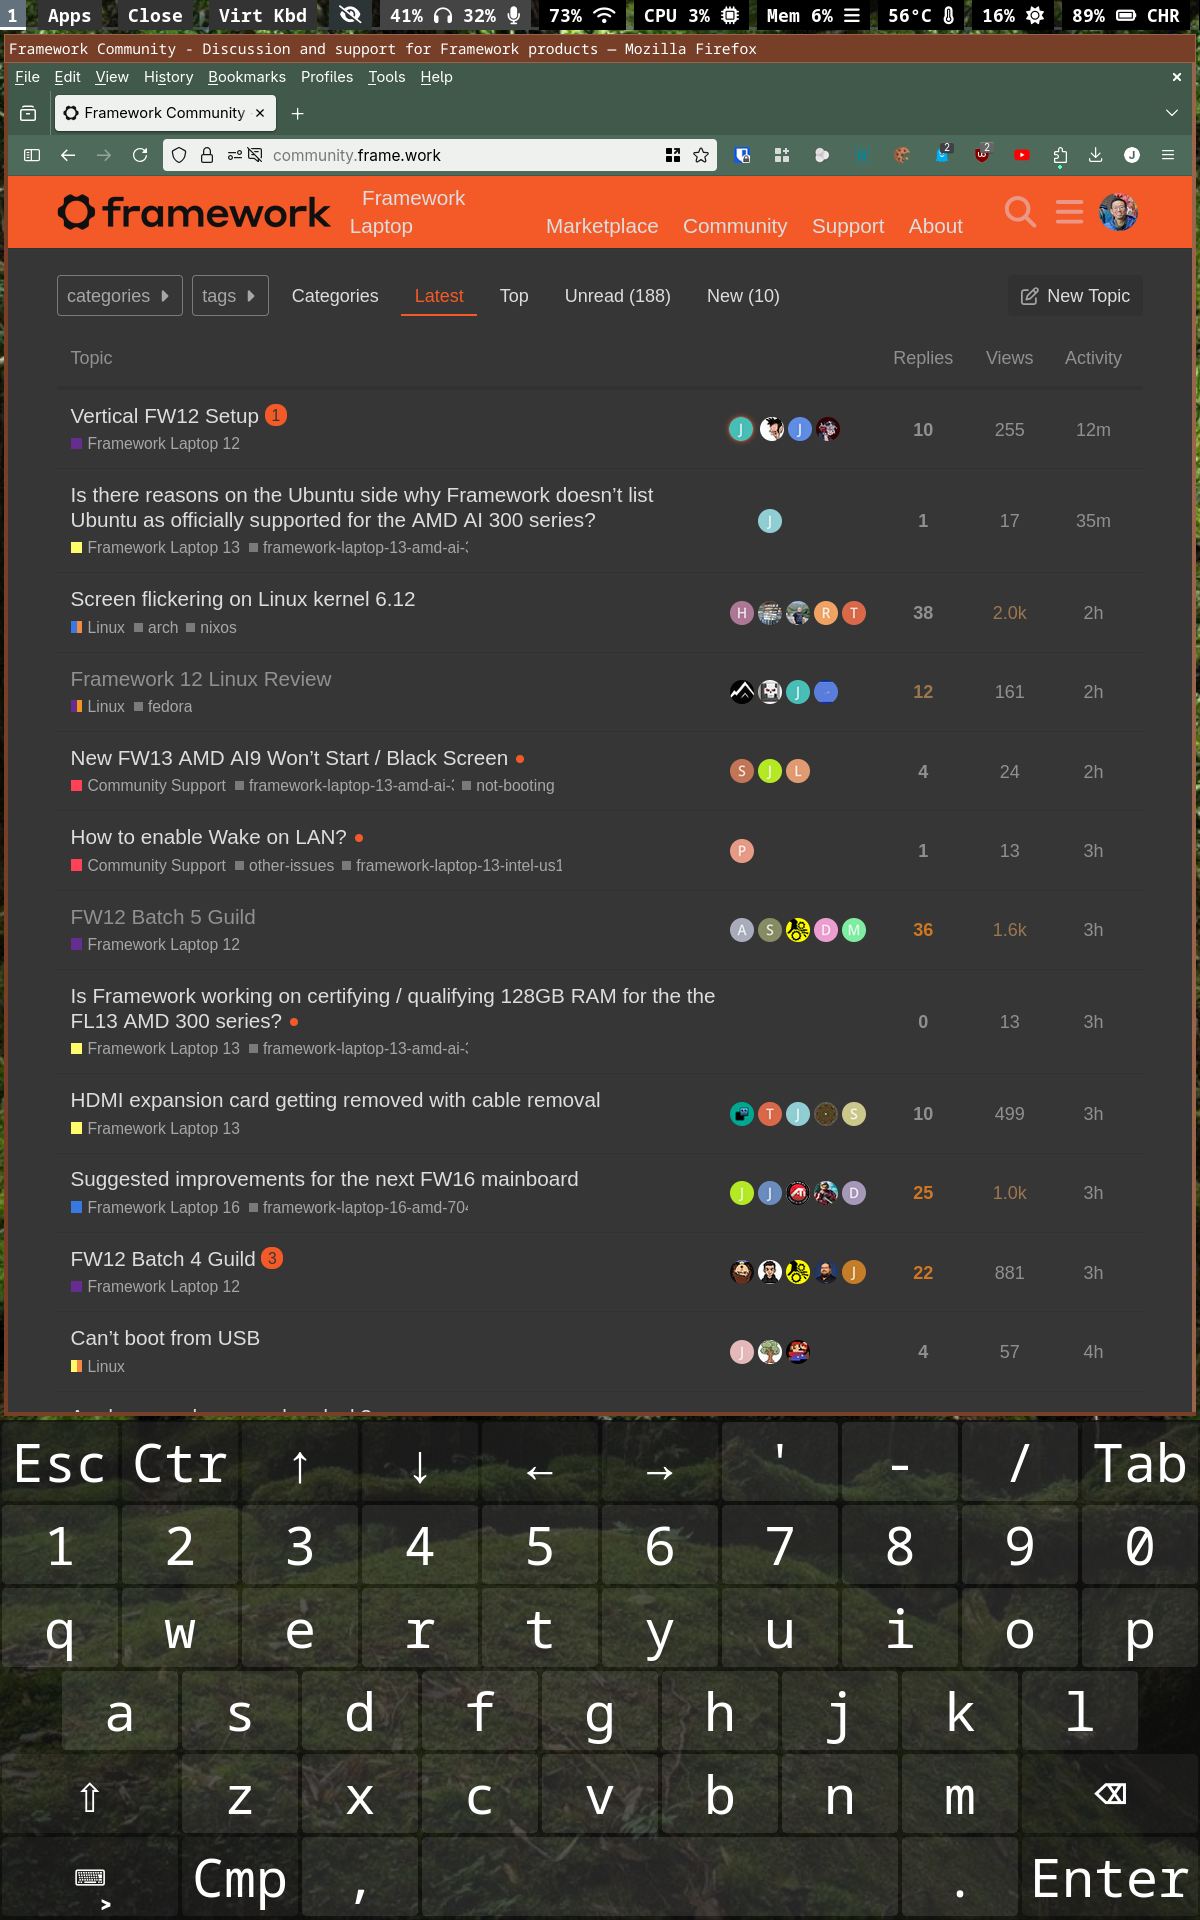 1 Apps Close Virt Kbd 41% 32% 73% CPU 3% Mem 6% 56°C 16% 89% CHR
Framework Community - Discussion and support for Framework products — Mozilla Firefox
File Edit View History Bookmarks Profiles Tools Help
Framework Community
community.frame.work
2 2 J
framework
Framework
Laptop Marketplace Community Support About
categories tags Categories Latest Top Unread (188) New (10) New Topic
Topic Replies Views Activity
Vertical FW12 Setup 1
Framework Laptop 12
J J 10 255 12m
Is there reasons on the Ubuntu side why Framework doesn’t list
Ubuntu as officially supported for the AMD AI 300 series?
Framework Laptop 13 framework-laptop-13-amd-ai-3
J 1 17 35m
Screen flickering on Linux kernel 6.12
Linux arch nixos
H R T 38 2.0k 2h
Framework 12 Linux Review
Linux fedora
J 12 161 2h
New FW13 AMD AI9 Won’t Start / Black Screen
Community Support framework-laptop-13-amd-ai-3 not-booting
S J L 4 24 2h
How to enable Wake on LAN?
Community Support other-issues framework-laptop-13-intel-us1
P 1 13 3h
FW12 Batch 5 Guild
Framework Laptop 12
A S D M 36 1.6k 3h
Is Framework working on certifying / qualifying 128GB RAM for the the
FL13 AMD 300 series?
Framework Laptop 13 framework-laptop-13-amd-ai-3
0 13 3h
HDMI expansion card getting removed with cable removal
Framework Laptop 13
T J S 10 499 3h
Suggested improvements for the next FW16 mainboard
Framework Laptop 16 framework-laptop-16-amd-704
J J D 25 1.0k 3h
FW12 Batch 4 Guild 3
Framework Laptop 12
J 22 881 3h
Can’t boot from USB
Linux
J 4 57 4h
Esc Ctr ↑ ↓ ← → ' - / Tab
1 2 3 4 5 6 7 8 9 0
q w e r t y u i o p
a s d f g h j k l
⇧ z x c v b n m ⌫
⌨ > Cmp , . Enter